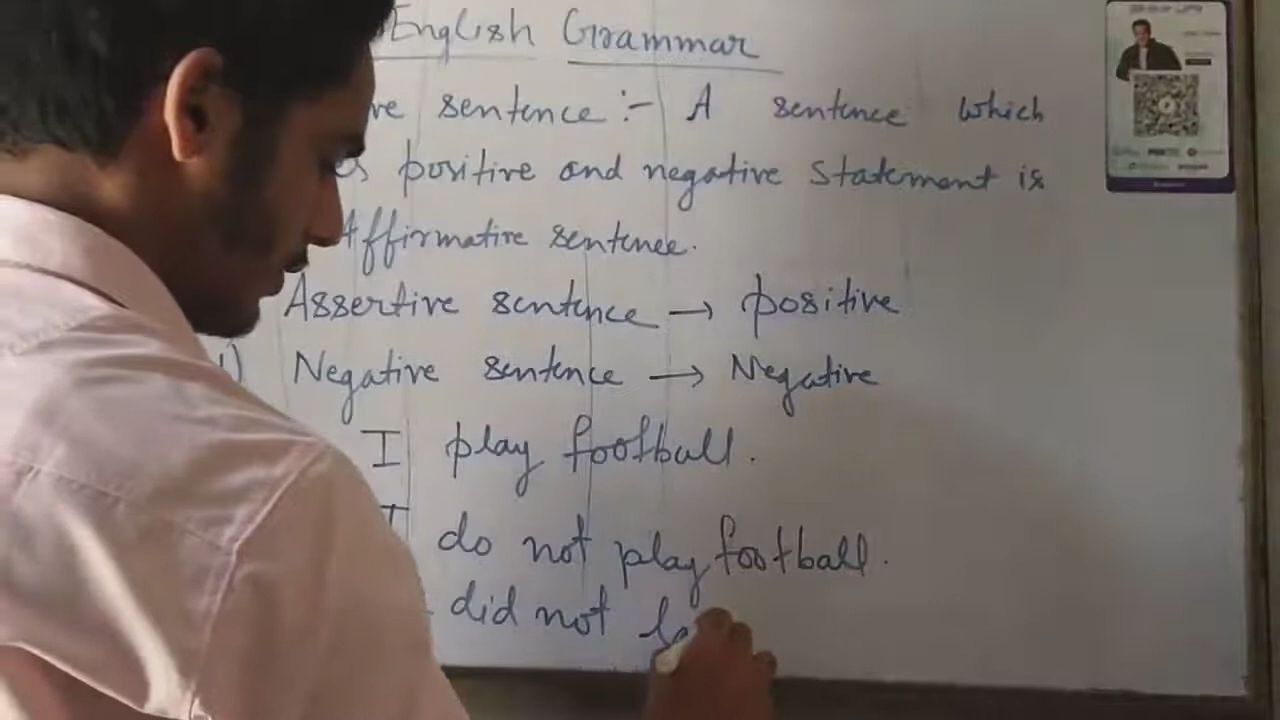 English Grammar
sentence :- A sentence which
positive and negative statement is
Affirmative sentence.
Assertive sentence → positive
Negative sentence → Negative
I play football.
I do not play football.
did not